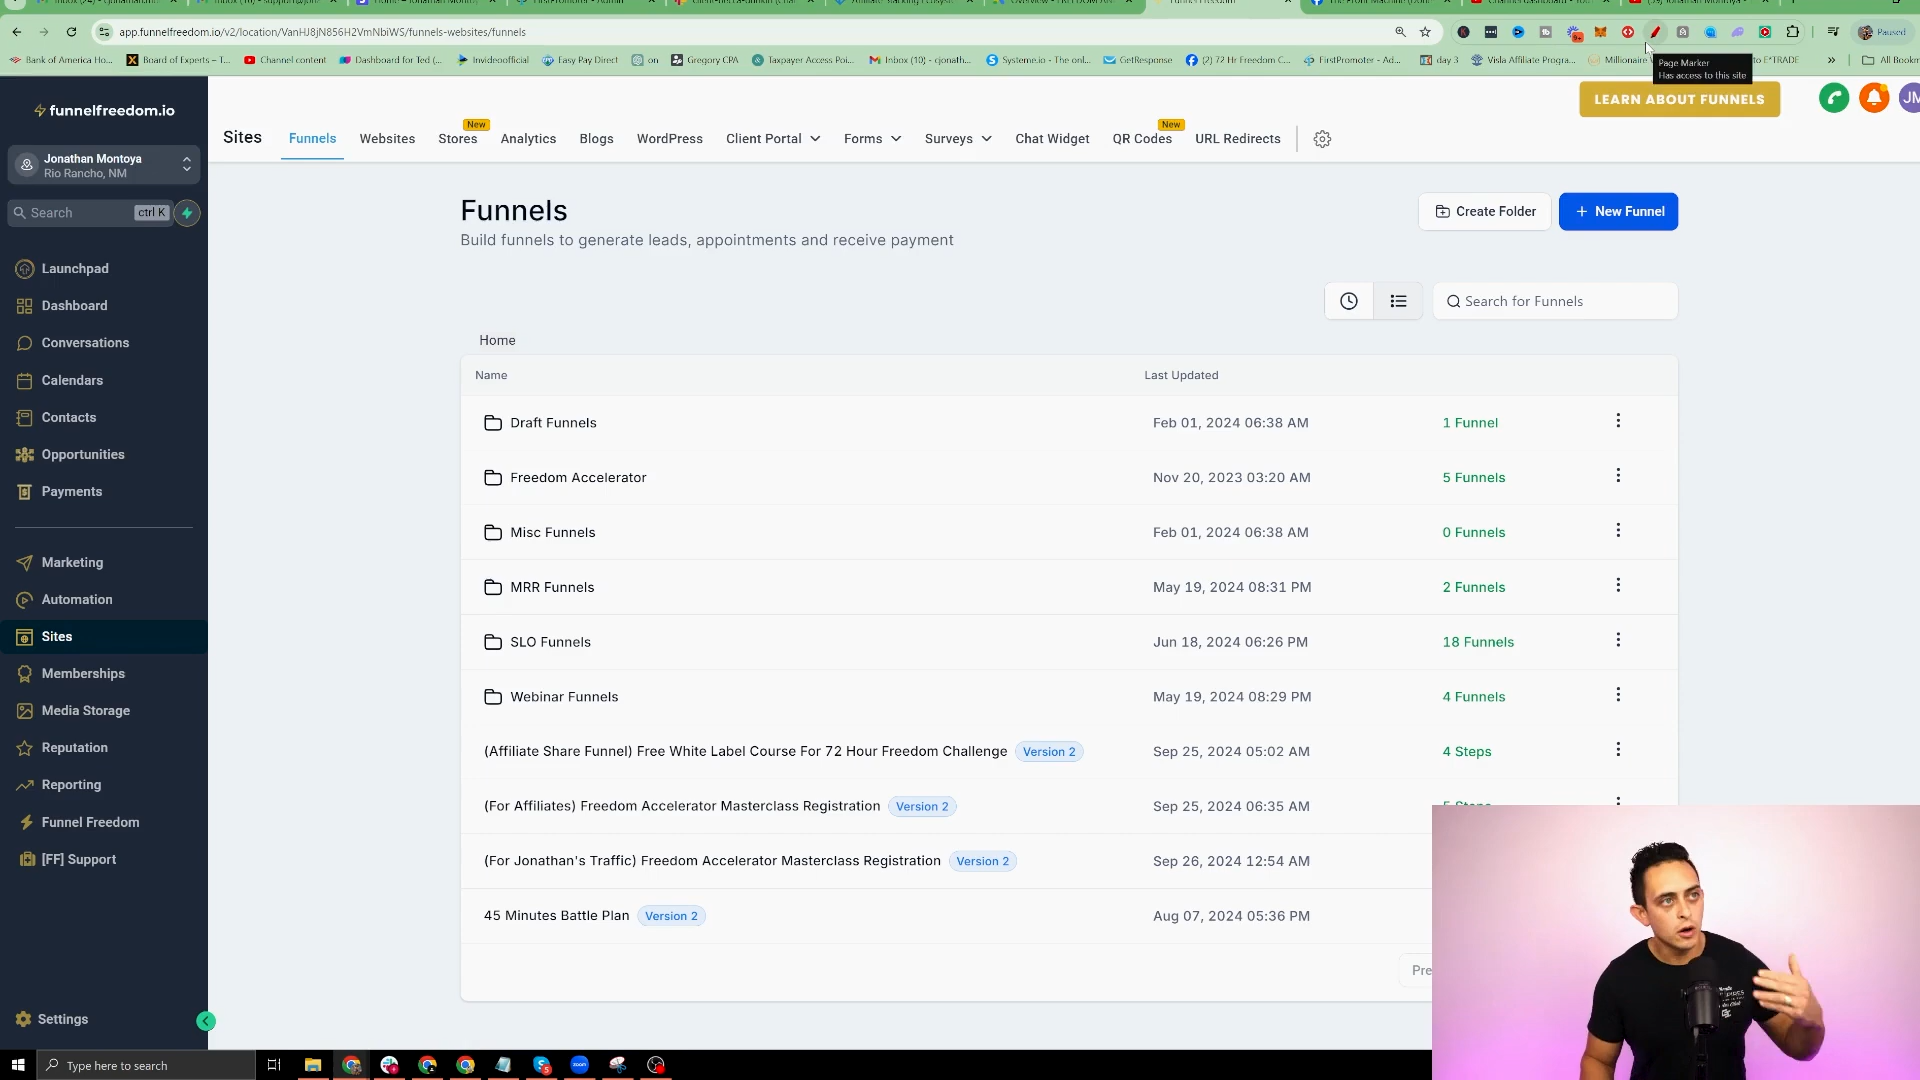 app.funnelfreedom.io/v2/location/VanHJ8jN856H2VmNbiWS/funnels-websites/funnels
Paused
Bank of America Ho...
Board of Experts – T...
Channel content
Dashboard for Ted (...
Invideoofficial
Easy Pay Direct
on
Gregory CPA
Taxpayer Access Poi...
Inbox (10) - rjonath...
Systeme.io - The onl...
GetResponse
(2) 72 Hr Freedom C...
FirstPromoter - Ad...
day 3
Visla Affiliate Progra...
Millionaire
to E*TRADE
»
All Bookm
Page Marker
Has access to this site
funnelfreedom.io
LEARN ABOUT FUNNELS
JM
Sites
Funnels
Websites
Stores
New
Analytics
Blogs
WordPress
Client Portal
Forms
Surveys
Chat Widget
QR Codes
New
URL Redirects
Jonathan Montoya
Rio Rancho, NM
Search
ctrl K
Launchpad
Dashboard
Conversations
Calendars
Contacts
Opportunities
Payments
Marketing
Automation
Sites
Memberships
Media Storage
Reputation
Reporting
Funnel Freedom
[FF] Support
Settings
Funnels
Build funnels to generate leads, appointments and receive payment
Create Folder
+ New Funnel
Search for Funnels
Home
Name Last Updated
Draft Funnels Feb 01, 2024 06:38 AM 1 Funnel
Freedom Accelerator Nov 20, 2023 03:20 AM 5 Funnels
Misc Funnels Feb 01, 2024 06:38 AM 0 Funnels
MRR Funnels May 19, 2024 08:31 PM 2 Funnels
SLO Funnels Jun 18, 2024 06:26 PM 18 Funnels
Webinar Funnels May 19, 2024 08:29 PM 4 Funnels
(Affiliate Share Funnel) Free White Label Course For 72 Hour Freedom Challenge Version 2 Sep 25, 2024 05:02 AM 4 Steps
(For Affiliates) Freedom Accelerator Masterclass Registration Version 2 Sep 25, 2024 06:35 AM 5 Steps
(For Jonathan's Traffic) Freedom Accelerator Masterclass Registration Version 2 Sep 26, 2024 12:54 AM
45 Minutes Battle Plan Version 2 Aug 07, 2024 05:36 PM
Pre
Type here to search